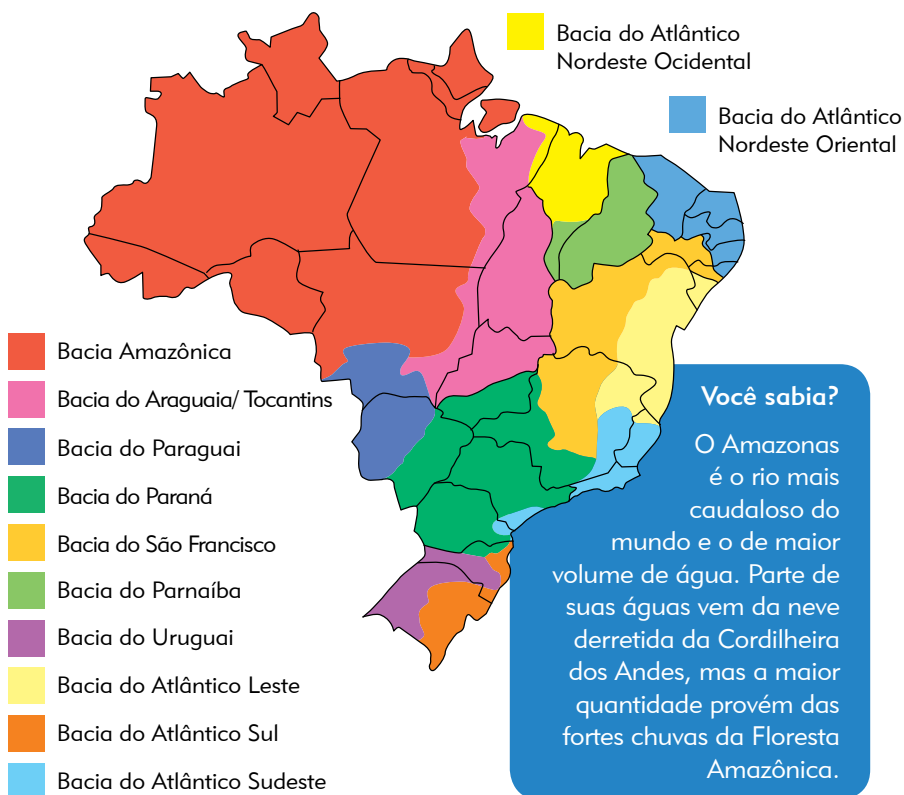 Bacia do Atlântico
Nordeste Ocidental
Bacia do Atlântico
Nordeste Oriental
Bacia Amazônica
Bacia do Araguaia/ Tocantins
Bacia do Paraguai
Bacia do Paraná
Bacia do São Francisco
Bacia do Parnaíba
Bacia do Uruguai
Bacia do Atlântico Leste
Bacia do Atlântico Sul
Bacia do Atlântico Sudeste
Você sabia?
O Amazonas
é o rio mais
caudaloso do
mundo e o de maior
volume de água. Parte de
suas águas vem da neve
derretida da Cordilheira
dos Andes, mas a maior
quantidade provém das
fortes chuvas da Floresta
Amazônica.